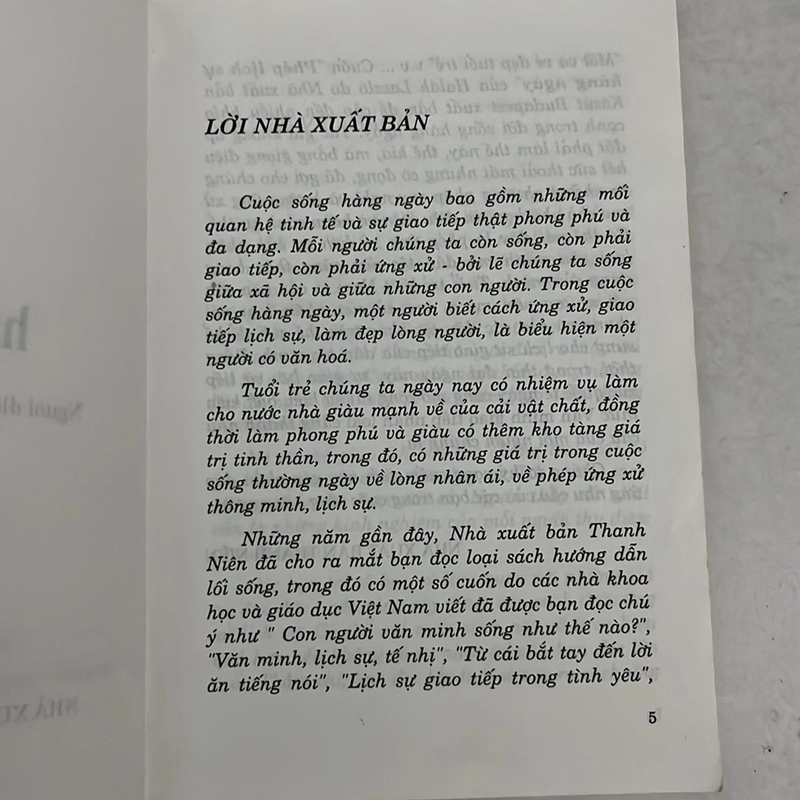 LỜI NHÀ XUẤT BẢN
Cuộc sống hàng ngày bao gồm những mối
quan hệ tinh tế và sự giao tiếp thật phong phú và
đa dạng. Mỗi người chúng ta còn sống, còn phải
giao tiếp, còn phải ứng xử - bởi lẽ chúng ta sống
giữa xã hội và giữa những con người. Trong cuộc
sống hàng ngày, một người biết cách ứng xử, giao
tiếp lịch sự, làm đẹp lòng người, là biểu hiện một
người có văn hoá.
Tuổi trẻ chúng ta ngày nay có nhiệm vụ làm
cho nước nhà giàu mạnh về của cải vật chất, đồng
thời làm phong phú và giàu có thêm kho tàng giá
trị tinh thần, trong đó, có những giá trị trong cuộc
sống thường ngày về lòng nhân ái, về phép ứng xử
thông minh, lịch sự.
Những năm gần đây, Nhà xuất bản Thanh
Niên đã cho ra mắt bạn đọc loại sách hướng dẫn
lối sống, trong đó có một số cuốn do các nhà khoa
học và giáo dục Việt Nam viết đã được bạn đọc chú
ý như " Con người văn minh sống như thế nào?",
"Văn minh, lịch sự, tế nhị", "Từ cái bắt tay đến lời
ăn tiếng nói", "Lịch sự giao tiếp trong tình yêu",
5